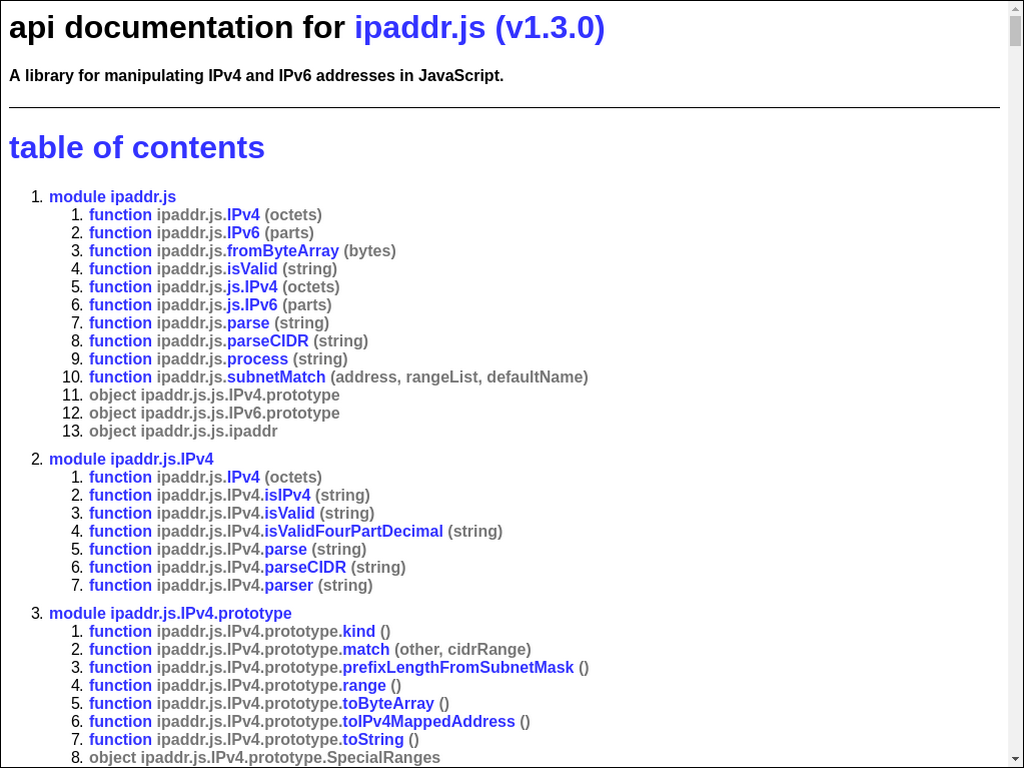 api documentation for ipaddr.js (v1.3.0)
A library for manipulating IPv4 and IPv6 addresses in JavaScript.
table of contents
1. module ipaddr.js
1. function ipaddr.js.IPv4 (octets)
2. function ipaddr.js.IPv6 (parts)
3. function ipaddr.js.fromByteArray (bytes)
4. function ipaddr.js.isValid (string)
5. function ipaddr.js.js.IPv4 (octets)
6. function ipaddr.js.js.IPv6 (parts)
7. function ipaddr.js.parse (string)
8. function ipaddr.js.parseCIDR (string)
9. function ipaddr.js.process (string)
10. function ipaddr.js.subnetMatch (address, rangeList, defaultName)
11. object ipaddr.js.js.IPv4.prototype
12. object ipaddr.js.js.IPv6.prototype
13. object ipaddr.js.js.ipaddr
2. module ipaddr.js.IPv4
1. function ipaddr.js.IPv4 (octets)
2. function ipaddr.js.IPv4.isIPv4 (string)
3. function ipaddr.js.IPv4.isValid (string)
4. function ipaddr.js.IPv4.isValidFourPartDecimal (string)
5. function ipaddr.js.IPv4.parse (string)
6. function ipaddr.js.IPv4.parseCIDR (string)
7. function ipaddr.js.IPv4.parser (string)
3. module ipaddr.js.IPv4.prototype
1. function ipaddr.js.IPv4.prototype.kind ()
2. function ipaddr.js.IPv4.prototype.match (other, cidrRange)
3. function ipaddr.js.IPv4.prototype.prefixLengthFromSubnetMask ()
4. function ipaddr.js.IPv4.prototype.range ()
5. function ipaddr.js.IPv4.prototype.toByteArray ()
6. function ipaddr.js.IPv4.prototype.toIPv4MappedAddress ()
7. function ipaddr.js.IPv4.prototype.toString ()
8. object ipaddr.js.IPv4.prototype.SpecialRanges